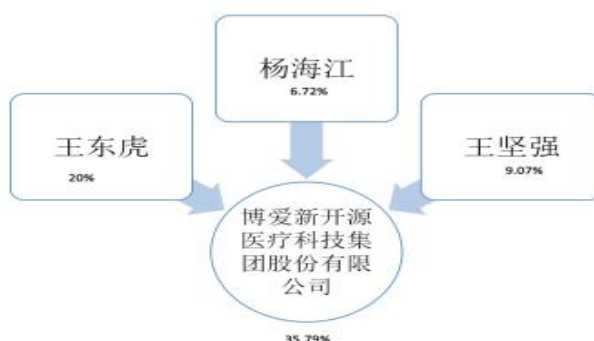 杨海江
6.72%
王东虎
20%
王坚强
9.07%
博爱新开源
医疗科技集
团股份有限
公司
35.79%